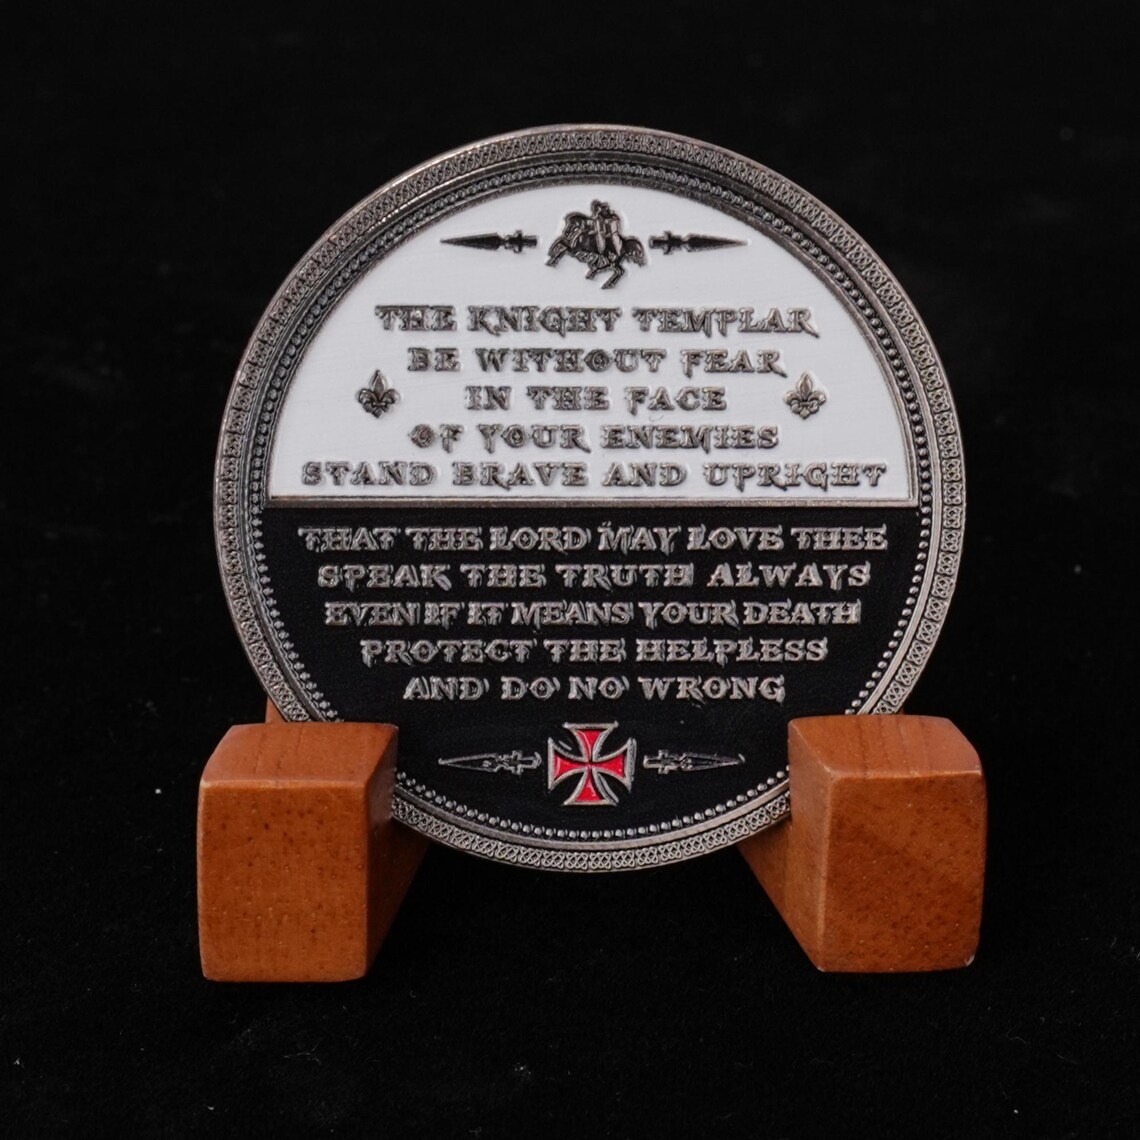 THE KNIGHT TEMPLAR
BE WITHOUT FEAR
IN THE FACE
OF YOUR ENEMIES
STAND BRAVE AND UPRIGHT
THAT THE LORD MAY LOVE THEE
SPEAK THE TRUTH ALWAYS
EVEN IF IT MEANS YOUR DEATH
PROTECT THE HELPLESS
AND DO NO WRONG